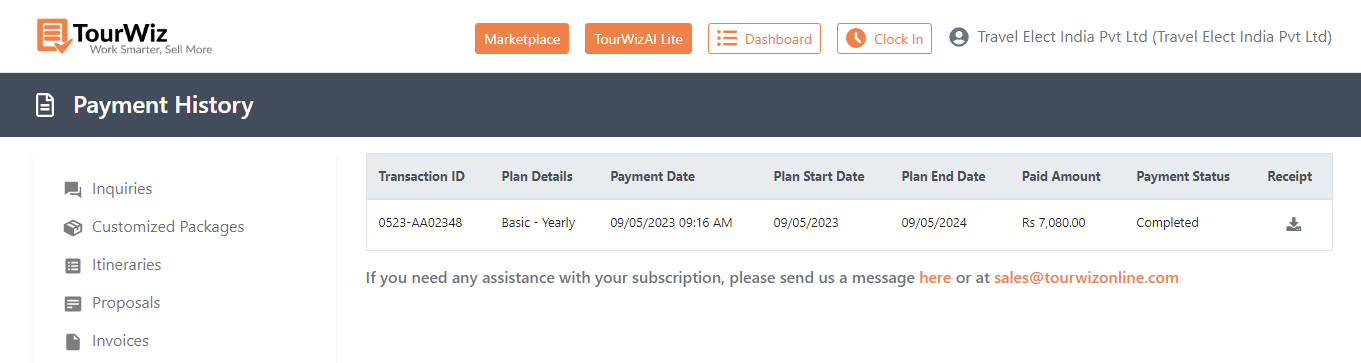 TourWiz
Work Smarter, Sell More
Marketplace
TourWizAI Lite
Dashboard
Clock In
Travel Elect India Pvt Ltd (Travel Elect India Pvt Ltd)
Payment History
Inquiries
Customized Packages
Itineraries
Proposals
Invoices
Transaction ID Plan Details Payment Date Plan Start Date Plan End Date Paid Amount Payment Status Receipt
0523-AA02348 Basic - Yearly 09/05/2023 09:16 AM 09/05/2023 09/05/2024 Rs 7,080.00 Completed
If you need any assistance with your subscription, please send us a message here or at sales@tourwizonline.com